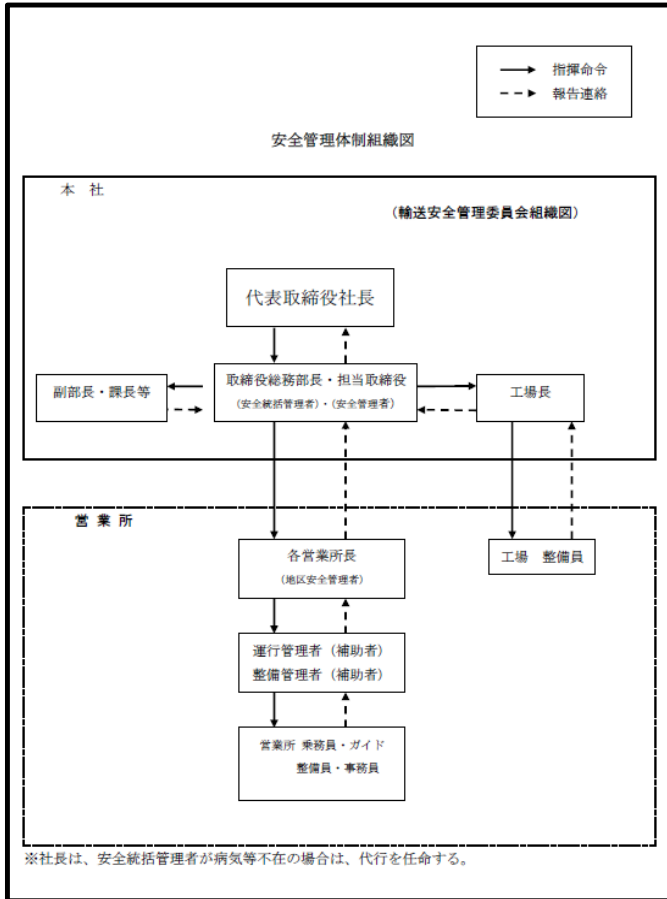 指揮命令
報告連絡
安全管理体制組織図
本 社
(輸送安全管理委員会組織図)
代表取締役社長
副部長・課長等
取締役総務部長・担当取締役
(安全統括管理者)・(安全管理者)
工場長
営 業 所
各営業所長
(地区安全管理者)
工場 整備員
運行管理者（補助者）
整備管理者（補助者）
営業所 乗務員・ガイド
整備員・事務員
※社長は、安全統括管理者が病気等不在の場合は、代行を任命する。